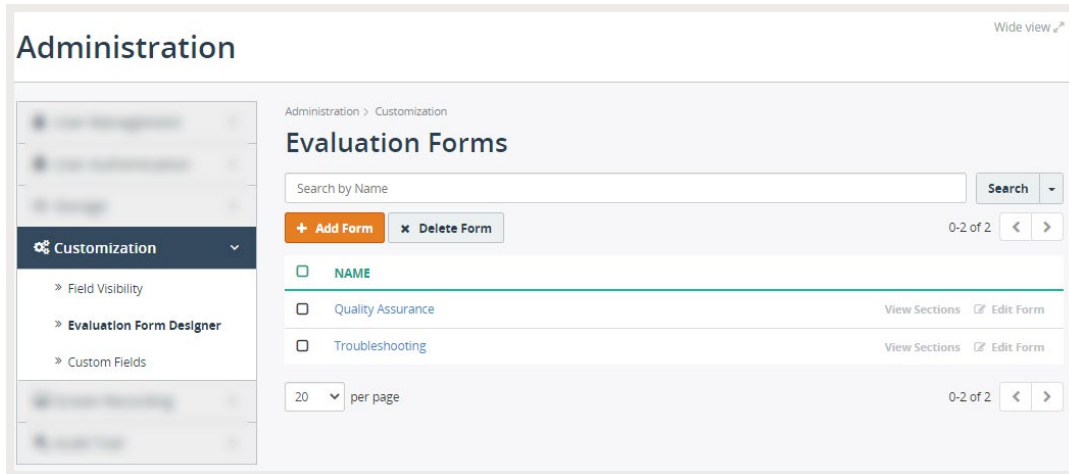 Wide view
Administration
Customization
» Field Visibility
» Evaluation Form Designer
» Custom Fields
Administration > Customization
Evaluation Forms
Search by Name
Search
+ Add Form
x Delete Form
0-2 of 2 < >
NAME
Quality Assurance View Sections Edit Form
Troubleshooting View Sections Edit Form
20 per page
0-2 of 2 < >